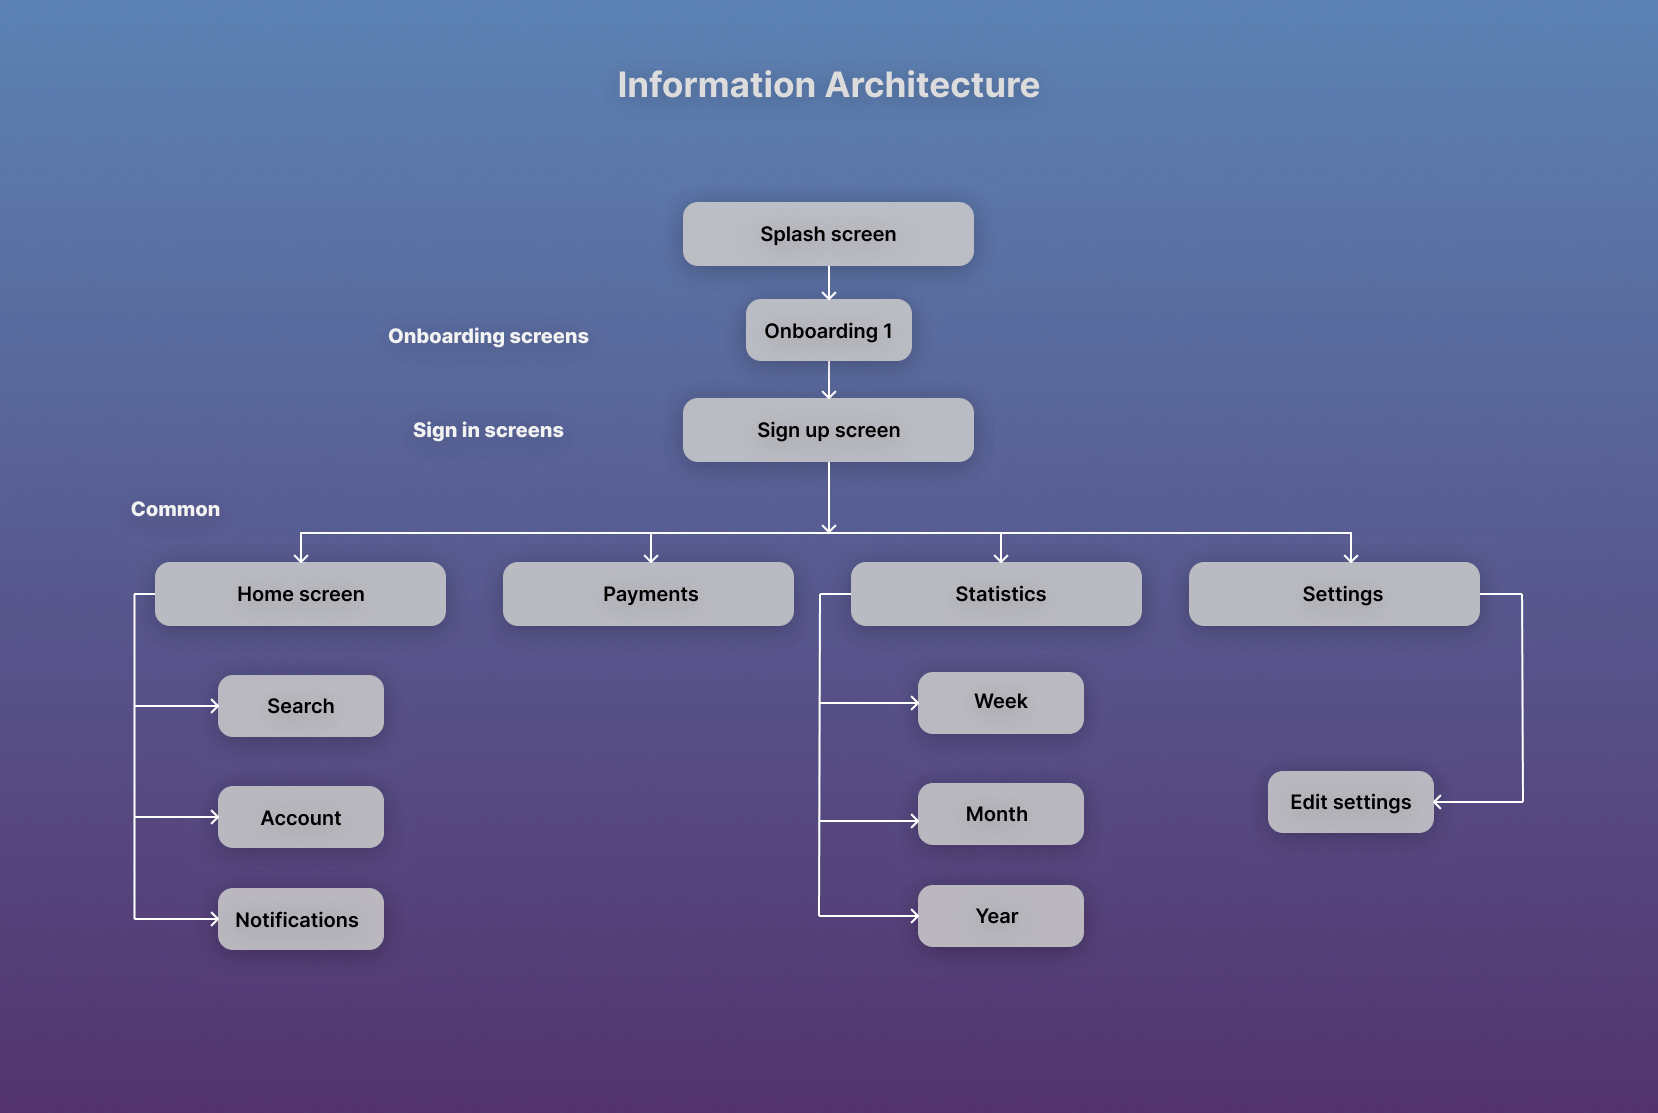 Information Architecture
Splash screen
Onboarding screens
Onboarding 1
Sign in screens
Sign up screen
Common
Home screen
Payments
Statistics
Settings
Search
Week
Account
Month
Edit settings
Notifications
Year